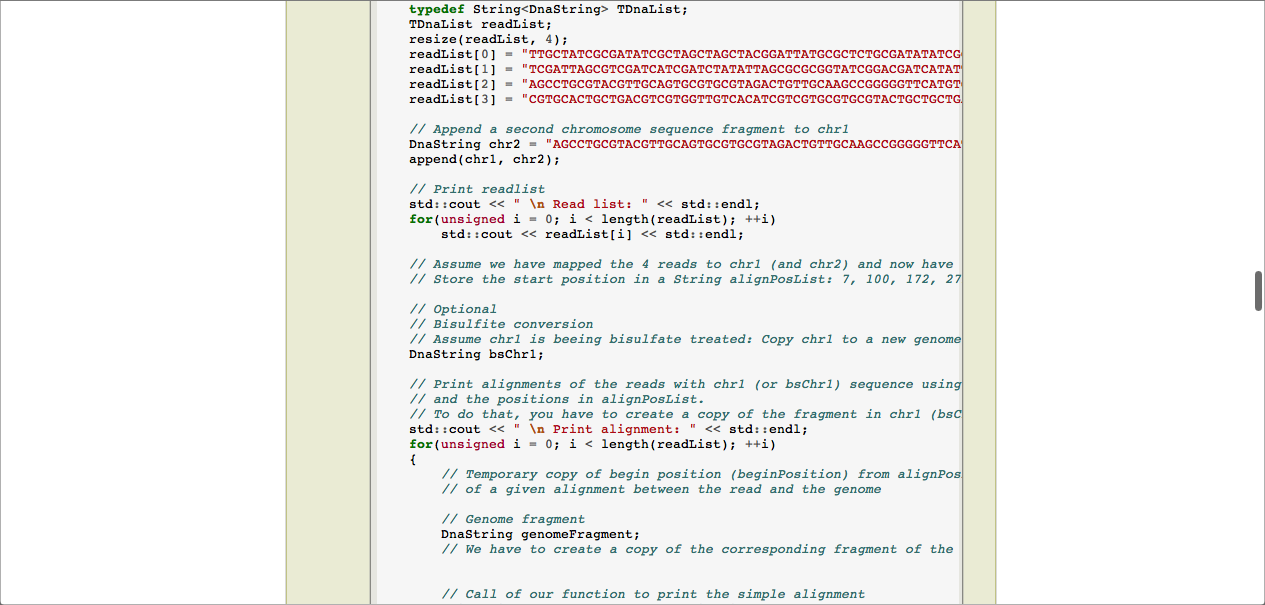 typedef String<DnaString> TDnaList;
TDnaList readList;
resize(readList, 4);
readList[0] = "TTGCTATCGCGATATCGCTAGCTAGCTACGGATTATGCGCTCTGCGATATATCG
readList[1] = "TCGATTAGCGTCGATCATCGATCTATATTAGCGCGCGGTATCGGACGATCATAT
readList[2] = "AGCCTGCGTACGTTGCAGTGCGTGCGTAGACTGTTGCAAGCCGGGGGTTCATGT
readList[3] = "CGTGCACTGCTGACGTCGTGGTTGTCACATCGTCGTGCGTGCGTACTGCTGCTG
// Append a second chromosome sequence fragment to chr1
DnaString chr2 = "AGCCTGCGTACGTTGCAGTGCGTGCGTAGACTGTTGCAAGCCGGGGGTTCA
append(chr1, chr2);
// Print readlist
std::cout << " \n Read list: " << std::endl;
for(unsigned i = 0; i < length(readList); ++i)
std::cout << readList[i] << std::endl;
// Assume we have mapped the 4 reads to chr1 (and chr2) and now have
// Store the start position in a String alignPosList: 7, 100, 172, 27
// Optional
// Bisulfite conversion
// Assume chr1 is beeing bisulfate treated: Copy chr1 to a new genome
DnaString bsChr1;
// Print alignments of the reads with chr1 (or bsChr1) sequence using
// and the positions in alignPosList.
// To do that, you have to create a copy of the fragment in chr1 (bsC
std::cout << " \n Print alignment: " << std::endl;
for(unsigned i = 0; i < length(readList); ++i)
{
// Temporary copy of begin position (beginPosition) from alignPos
// of a given alignment between the read and the genome
// Genome fragment
DnaString genomeFragment;
// We have to create a copy of the corresponding fragment of the
// Call of our function to print the simple alignment